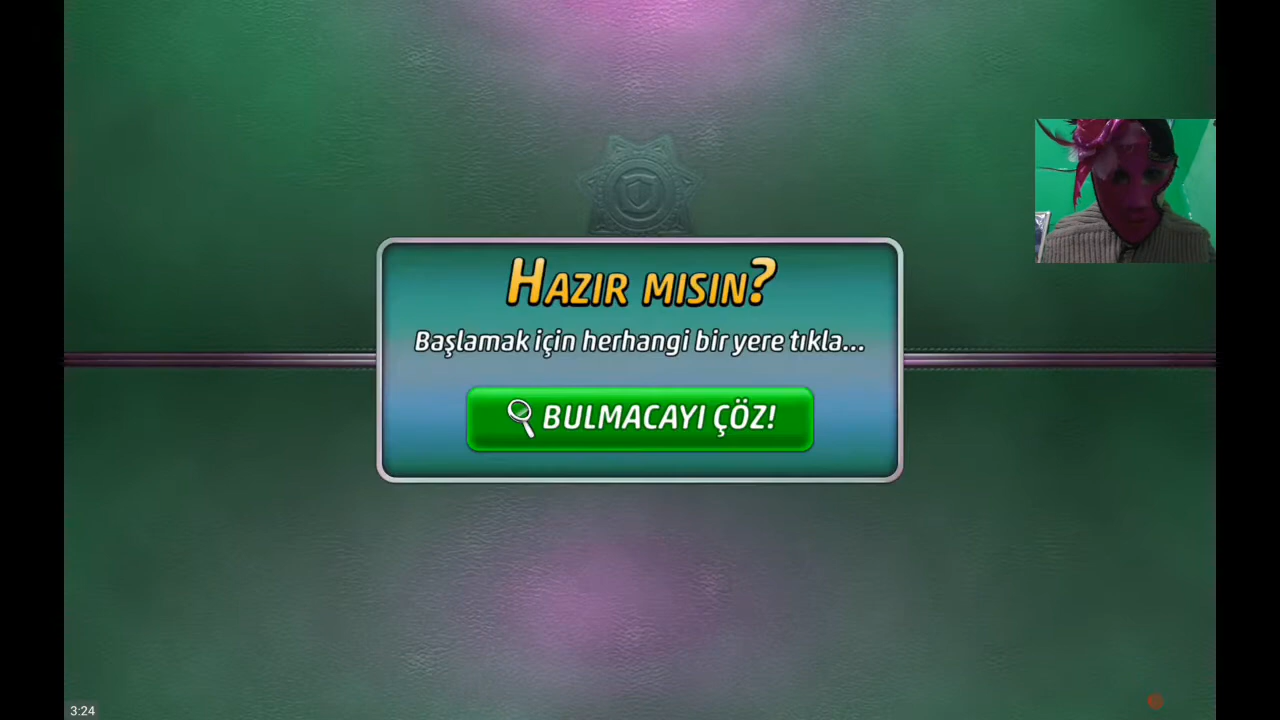 HAZIR MISIN?
Başlamak için herhangi bir yere tıkla...
BULMACAYI ÇÖZ!
3:24